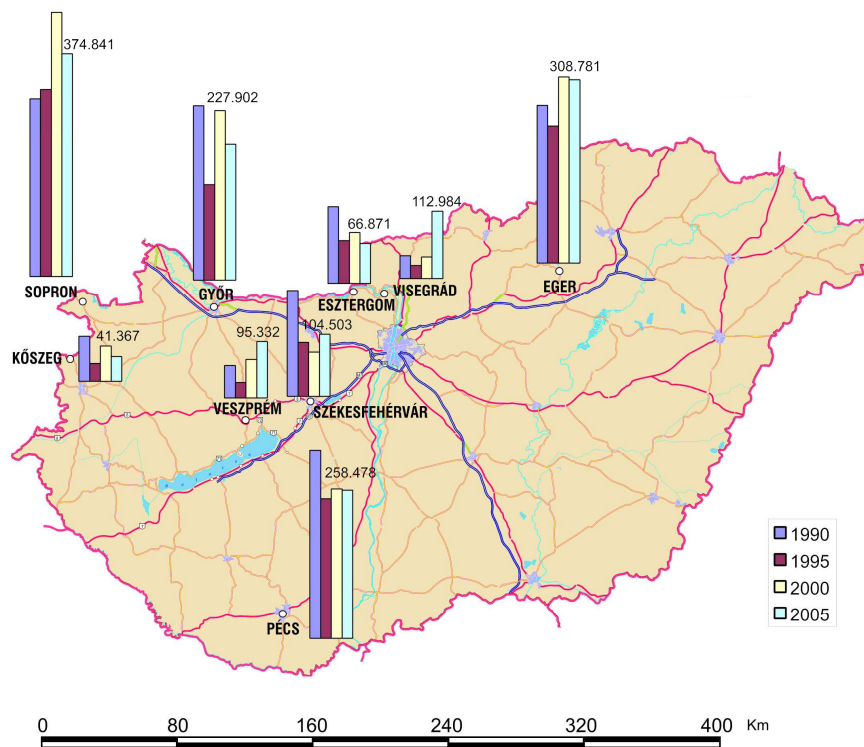 374.841
308.781
227.902
66.871
112.984
SOPRON
GYŐR
ESZTERGOM
VISEGRÁD
EGER
KŐSZEG
41.367
95.332
104.503
VESZPRÉM
SZÉKESFEHÉRVÁR
258.478
PÉCS
1990
1995
2000
2005
0 80 160 240 320 400 Km